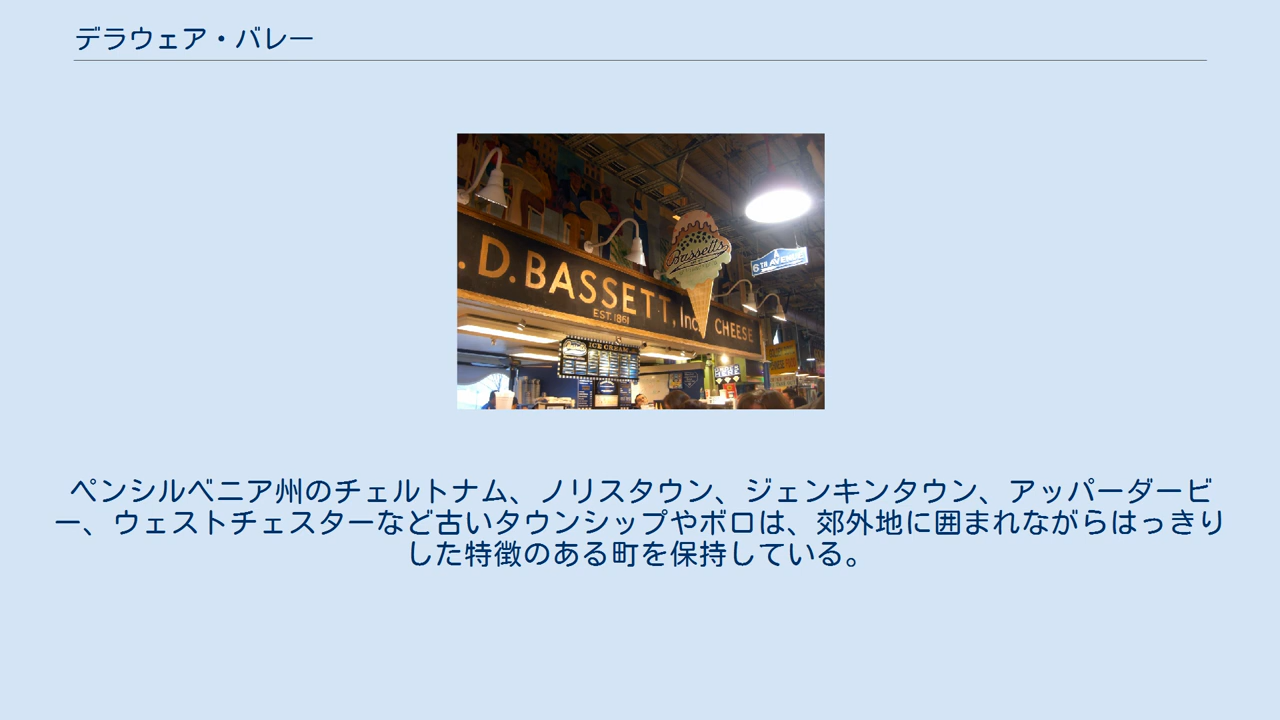 デラウェア・バレー
. D. BASSETT, Inc. CHEESE
EST. 1861
Bassetts
6TH AVENUE
ICE CREAM
ペンシルベニア州のチェルトナム、ノリスタウン、ジェンキンタウン、アッパーダービ
ー、ウェストチェスターなど古いタウンシップやボロは、郊外地に囲まれながらはっきり
した特徴のある町を保持している。